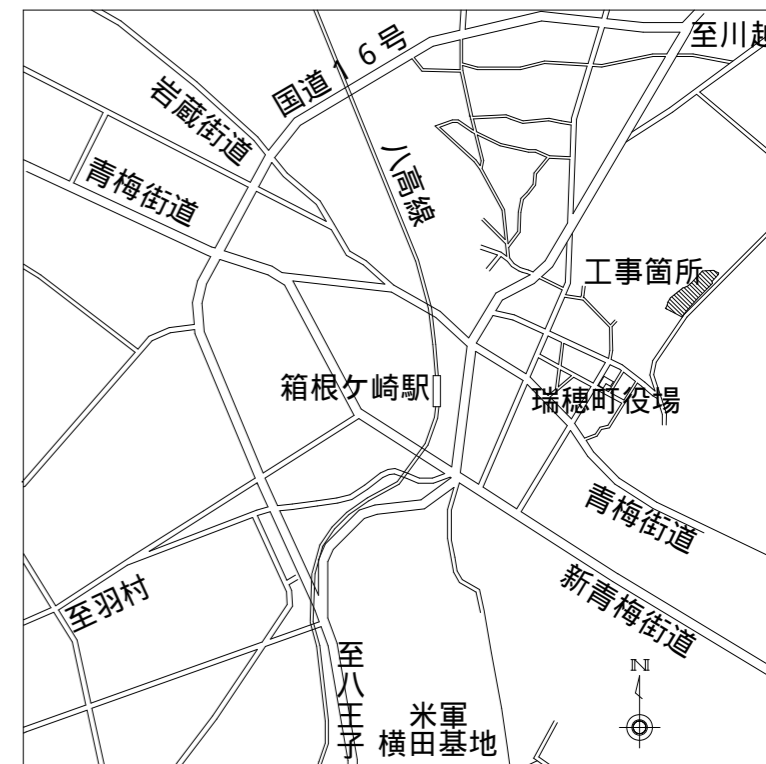 至川越
国道１６号
岩蔵街道
八高線
青梅街道
工事箇所
箱根ケ崎駅
瑞穂町役場
青梅街道
新青梅街道
至羽村
至八王子
米軍
横田基地
N